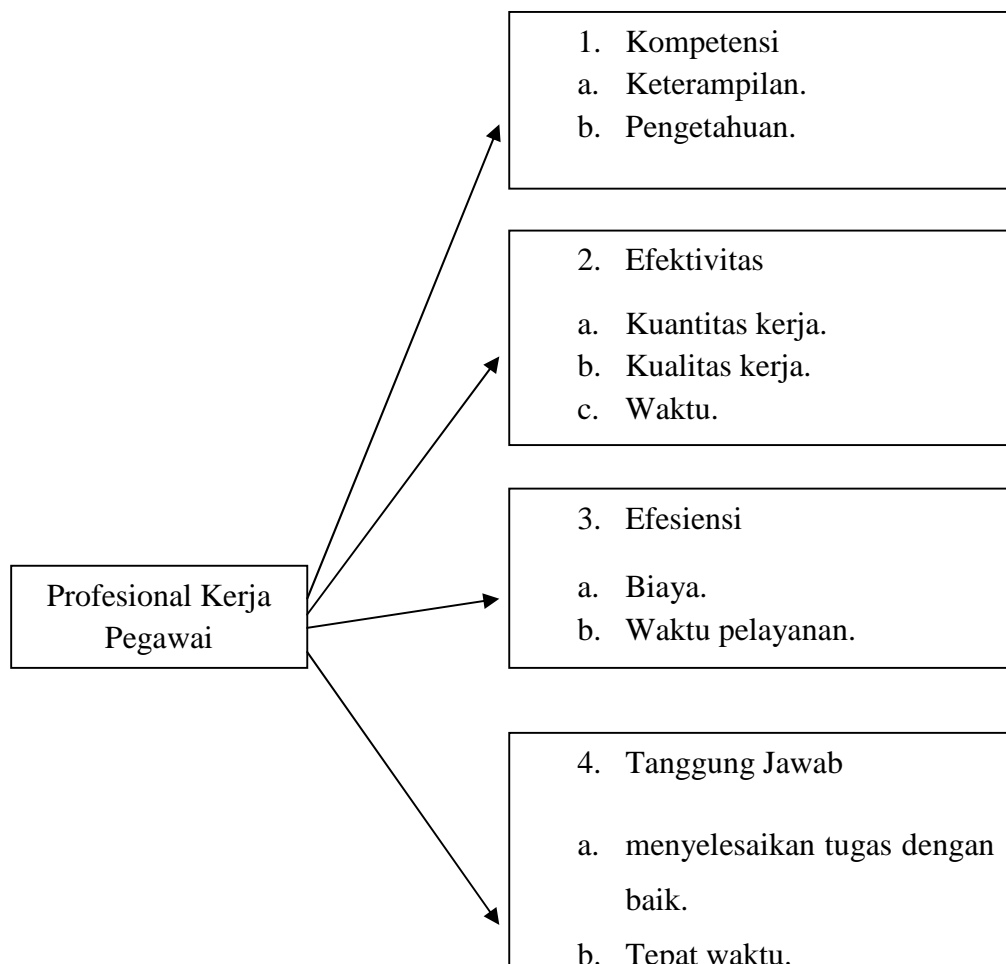 1. Kompetensi
a. Keterampilan.
b. Pengetahuan.
2. Efektivitas
a. Kuantitas kerja.
b. Kualitas kerja.
c. Waktu.
3. Efesiensi
a. Biaya.
b. Waktu pelayanan.
Profesional Kerja
Pegawai
4. Tanggung Jawab
a. menyelesaikan tugas dengan
baik.
b. Tepat waktu.